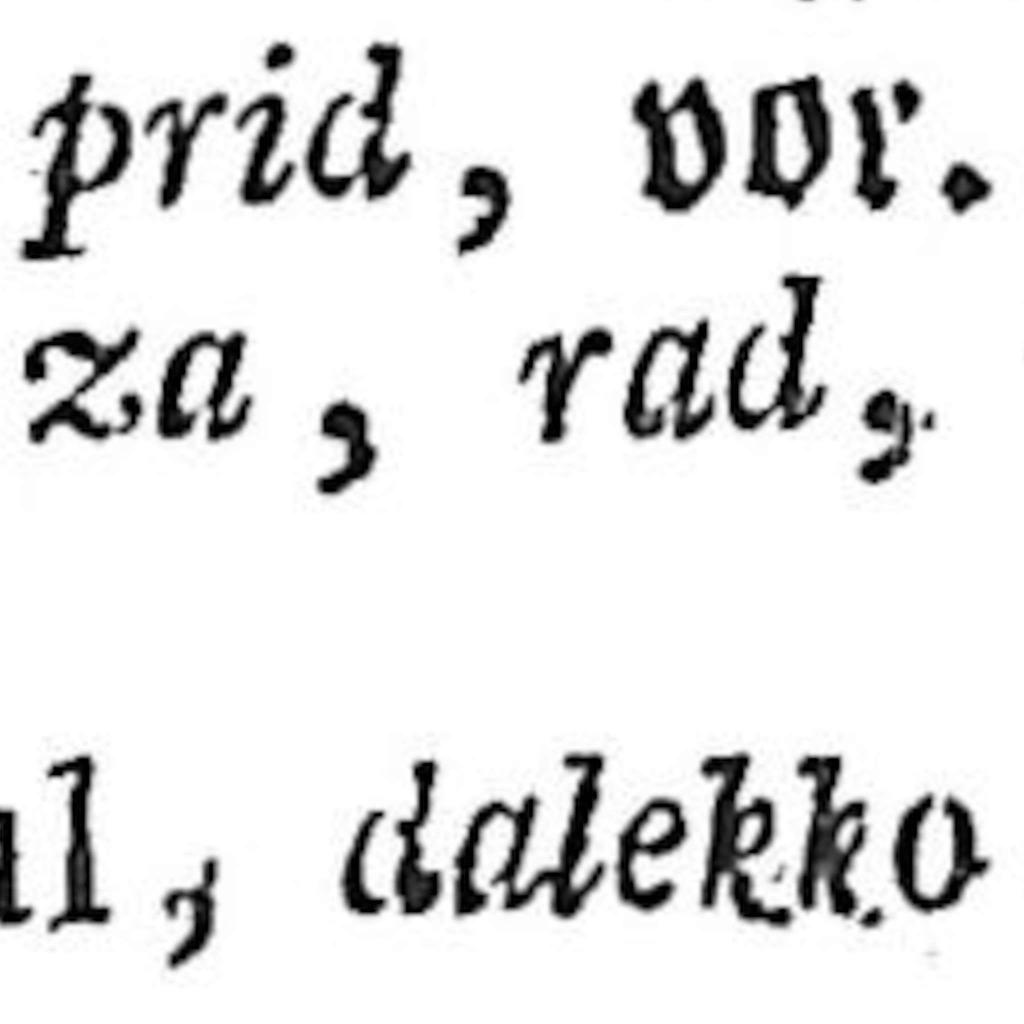 prid, vor.
za, rad,
l, dalekko